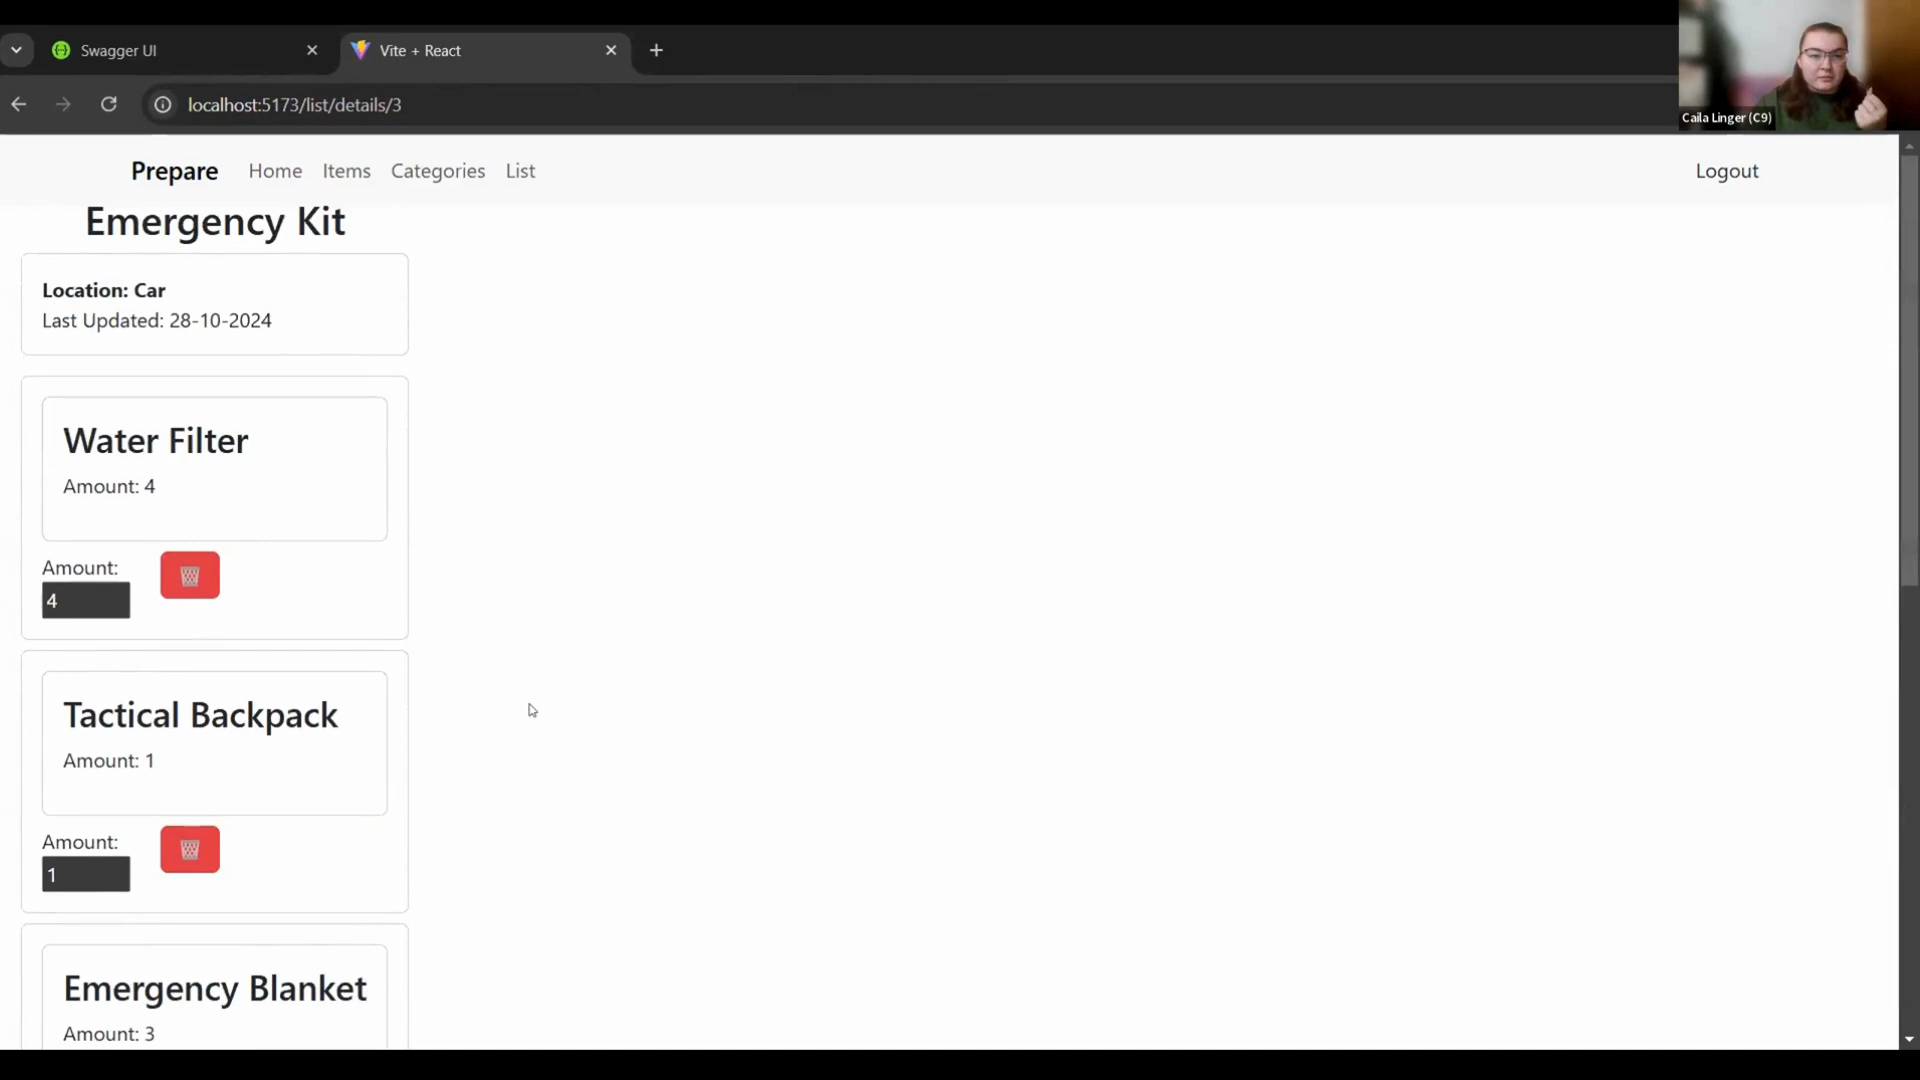 Swagger UI
Vite + React
localhost:5173/list/details/3
Caila Linger (C9)
Prepare Home Items Categories List Logout
Emergency Kit
Location: Car
Last Updated: 28-10-2024
Water Filter
Amount: 4
Amount:
4
Tactical Backpack
Amount: 1
Amount:
1
Emergency Blanket
Amount: 3